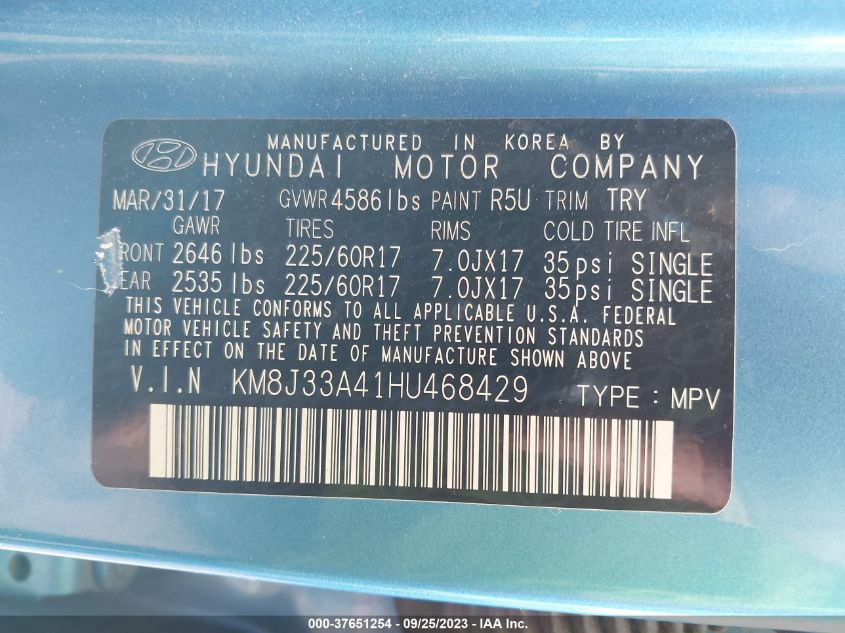 MANUFACTURED IN KOREA BY
HYUNDAI MOTOR COMPANY
MAR/31/17 GVWR 4586 lbs PAINT R5U TRIM TRY
GAWR TIRES RIMS COLD TIRE INFL
RONT 2646 lbs 225/60R17 7.0JX17 35psi SINGLE
EAR 2535 lbs 225/60R17 7.0JX17 35psi SINGLE
THIS VEHICLE CONFORMS TO ALL APPLICABLE U.S.A. FEDERAL
MOTOR VEHICLE SAFETY AND THEFT PREVENTION STANDARDS
IN EFFECT ON THE DATE OF MANUFACTURE SHOWN ABOVE
V.I.N KM8J33A41HU468429 TYPE : MPV
000-37651254 / 09/25/2023 - IAA Inc.